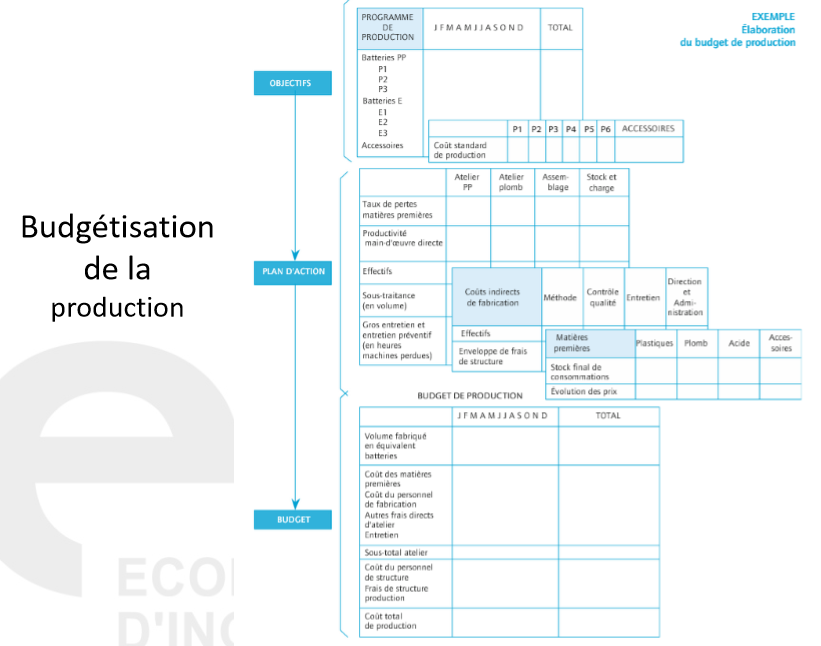 EXEMPLE
Élaboration
du budget de production
Budgétisation
de la
production
OBJECTIFS
PROGRAMME
DE
PRODUCTION
J F M A M J J A S O N D
TOTAL
Batteries PP
P1
P2
P3
Batteries E
E1
E2
E3
Accessoires
P1 P2 P3 P4 P5 P6 ACCESSOIRES
Coût standard
de production
PLAN D'ACTION
Atelier
PP
Atelier
plomb
Assem-
blage
Stock et
charge
Taux de pertes
matières premières
Productivité
main-d'œuvre directe
Effectifs
Sous-traitance
(en volume)
Gros entretien et
entretien préventif
(en heures
machines perdues)
Coûts indirects
de fabrication
Méthode
Contrôle
qualité
Entretien
Direction
et
Admi-
nistration
Effectifs
Enveloppe de frais
de structure
Matières
premières
Plastiques
Plomb
Acide
Acces-
soires
Stock final de
consommations
Évolution des prix
BUDGET
BUDGET DE PRODUCTION
J F M A M J J A S O N D
TOTAL
Volume fabriqué
en équivalent
batteries
Coût des matières
premières
Coût du personnel
de fabrication
Autres frais directs
d'atelier
Entretien
Sous-total atelier
Coût du personnel
de structure
Frais de structure
production
Coût total
de production
ECO
D'IN